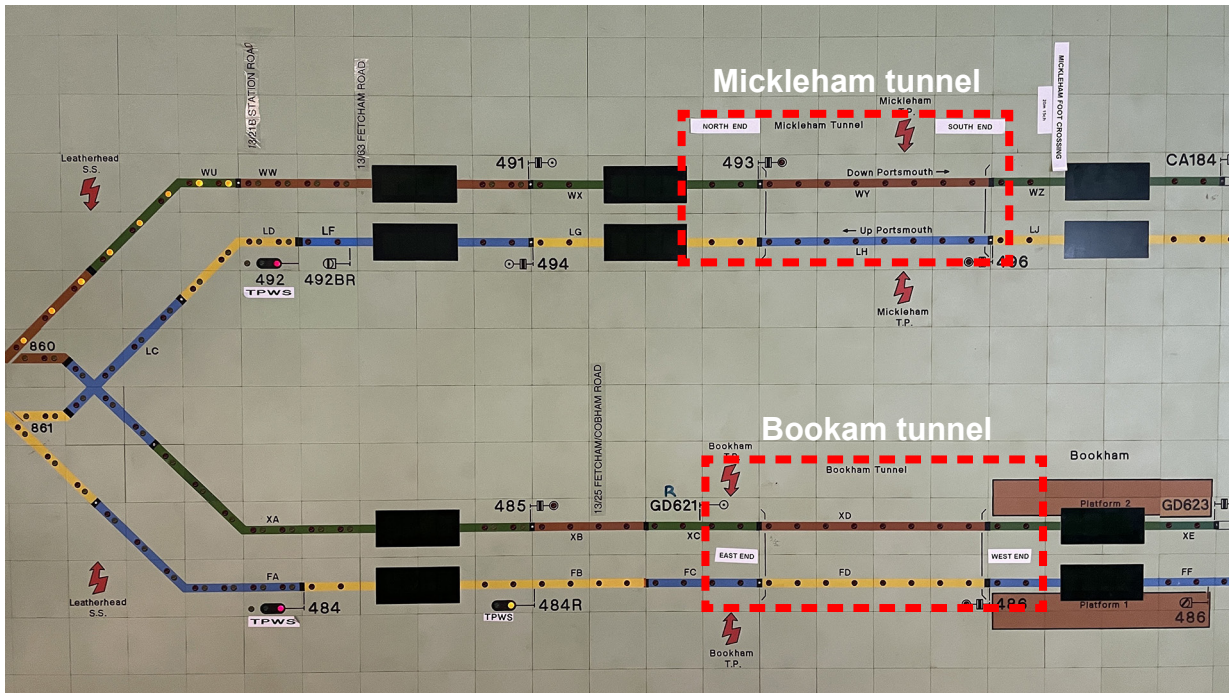 Mickleham tunnel
13/21B STATION ROAD
13/63 FETCHAM ROAD
Mickleham
T.P.
NORTH END
Mickleham Tunnel
SOUTH END
MICKLEHAM FOOT CROSSING
Leatherhead
S.S.
WU
WW
491
493
CA184
Down Portsmouth →
WX
WY
WZ
LD
LF
LG
← Up Portsmouth
LJ
LH
492
TPWS
492BR
494
496
Mickleham
T.P.
860
LC
861
13/25 FETCHAM/COBHAM ROAD
Bookam tunnel
Bookham
T.P.
Bookham Tunnel
Bookham
485
R
GD621
Platform 2
GD623
XA
XB
XC
XD
XE
EAST END
WEST END
FA
FB
FC
FD
FF
Leatherhead
S.S.
484
TPWS
484R
TPWS
486
Platform 1
486
Bookham
T.P.